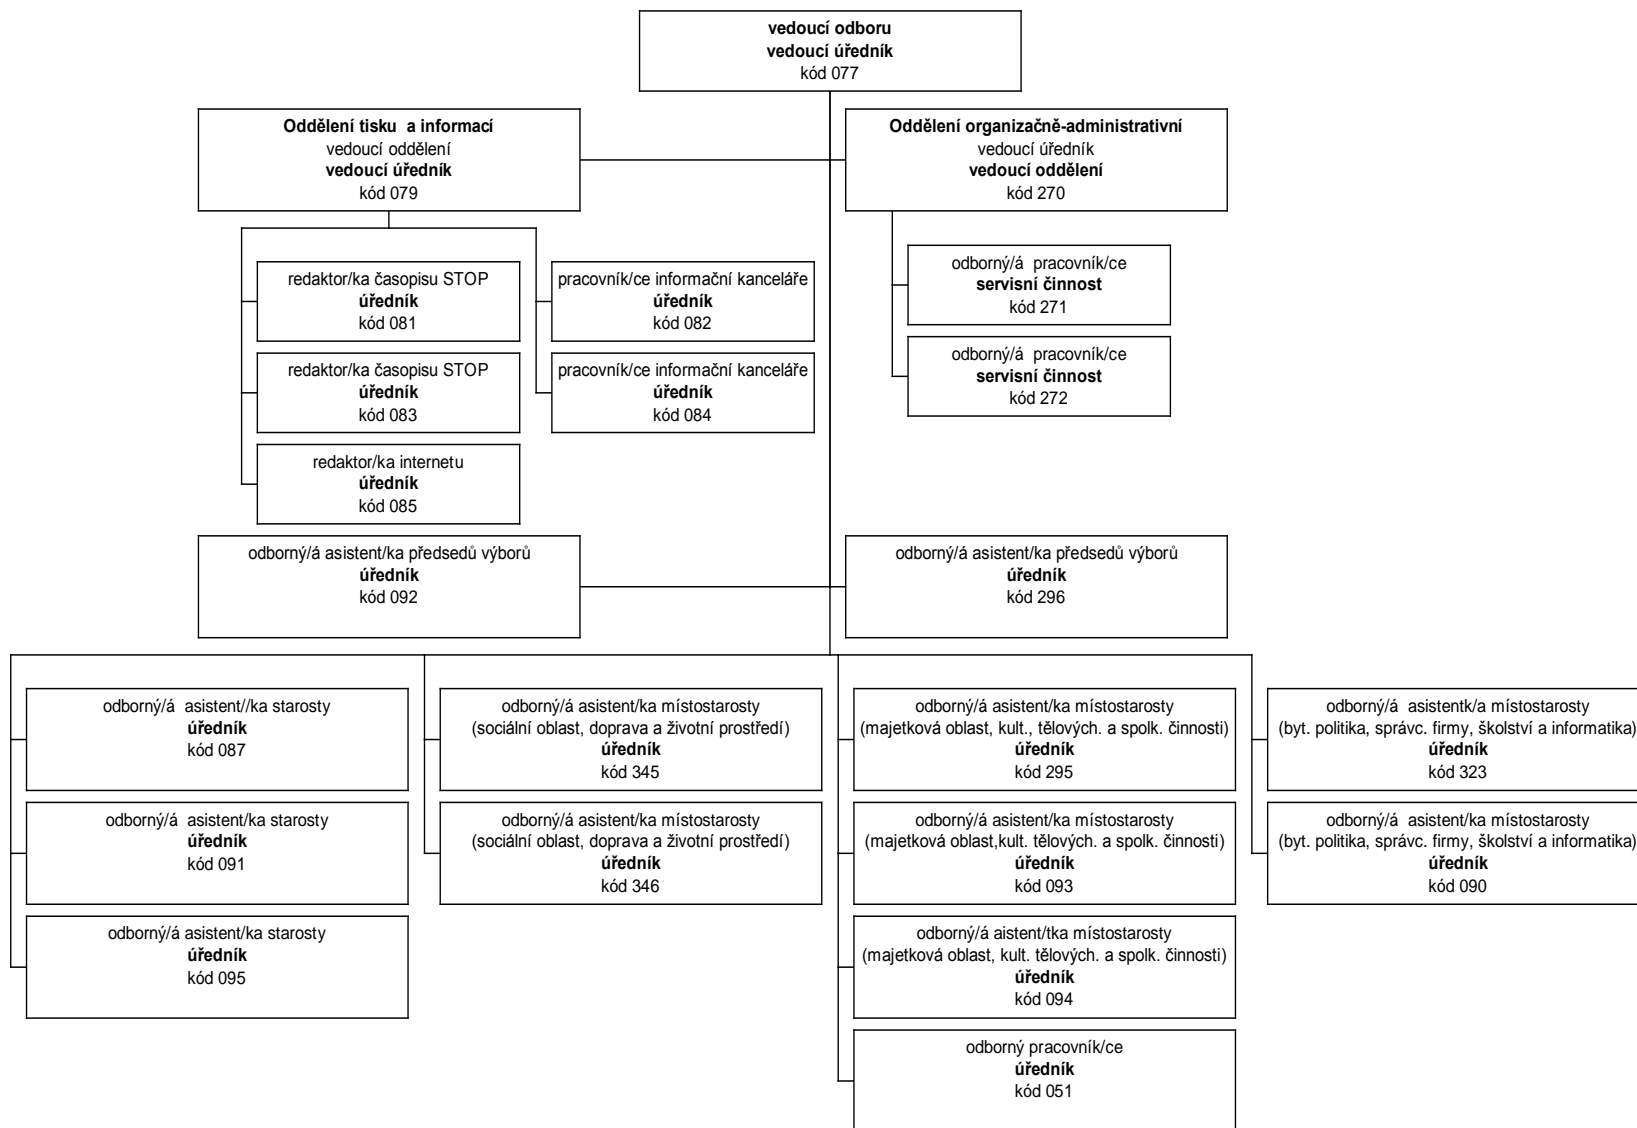 vedoucí odboru
vedoucí úředník
kód 077
Oddělení tisku  a informací
vedoucí oddělení
vedoucí úředník
kód 079
Oddělení organizačně-administrativní
vedoucí úředník
vedoucí oddělení
kód 270
redaktor/ka časopisu STOP
úředník
kód 081
pracovník/ce informační kanceláře
úředník
kód 082
odborný/á  pracovník/ce
servisní činnost
kód 271
redaktor/ka časopisu STOP
úředník
kód 083
pracovník/ce informační kanceláře
úředník
kód 084
odborný/á  pracovník/ce
servisní činnost
kód 272
redaktor/ka internetu
úředník
kód 085
odborný/á asistent/ka předsedů výborů
úředník
kód 092
odborný/á asistent/ka předsedů výborů
úředník
kód 296
odborný/á  asistent//ka starosty
úředník
kód 087
odborný/á asistent/ka místostarosty
(sociální oblast, doprava a životní prostředí)
úředník
kód 345
odborný/á asistent/ka místostarosty
(majetková oblast, kult., tělových. a spolk. činnosti)
úředník
kód 295
odborný/á  asistentk/a místostarosty
(byt. politika, správc. firmy, školství a informatika)
úředník
kód 323
odborný/á  asistent/ka starosty
úředník
kód 091
odborný/á asistent/ka místostarosty
(sociální oblast, doprava a životní prostředí)
úředník
kód 346
odborný/á asistent/ka místostarosty
(majetková oblast,kult. tělových. a spolk. činnosti)
úředník
kód 093
odborný/á  asistent/ka místostarosty
(byt. politika, správc. firmy, školství a informatika)
úředník
kód 090
odborný/á asistent/ka starosty
úředník
kód 095
odborný/á aistent/tka místostarosty
(majetková oblast, kult. tělových. a spolk. činnosti)
úředník
kód 094
odborný pracovník/ce
úředník
kód 051